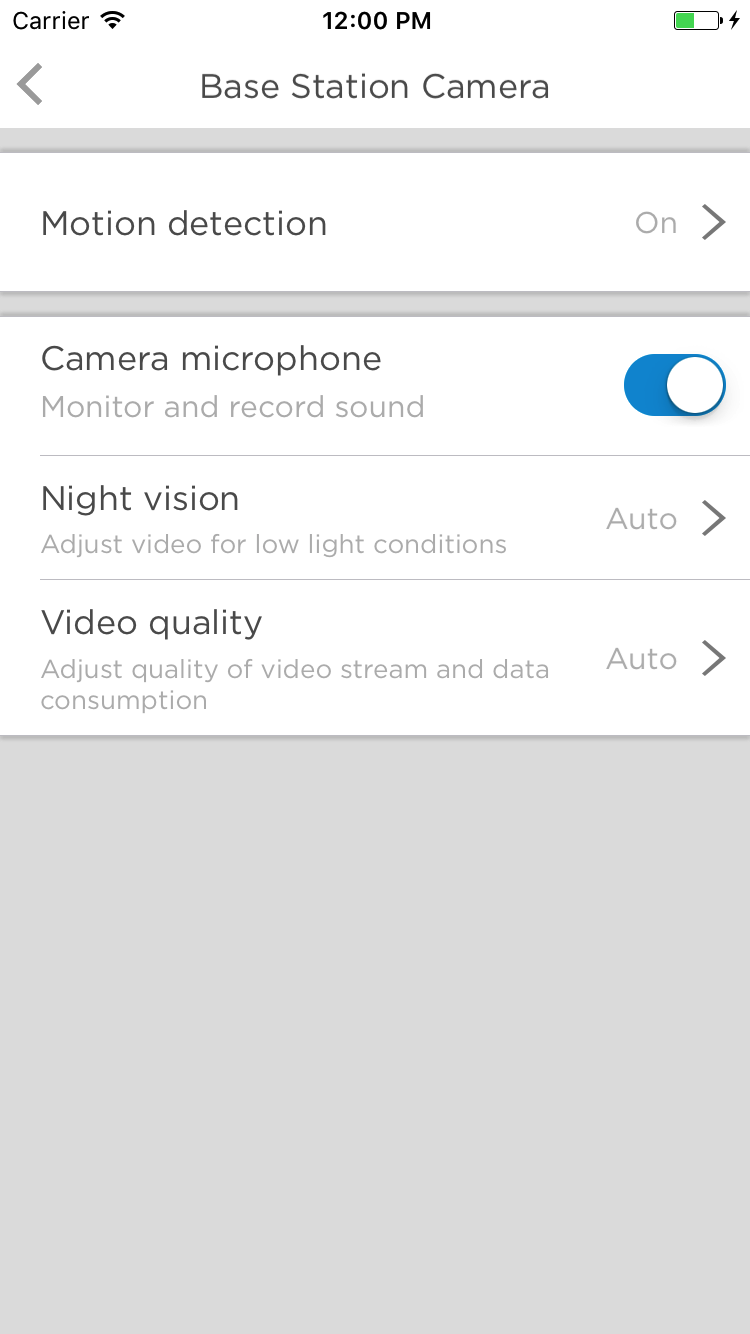 Carrier 12:00 PM
Base Station Camera
Motion detection On
Camera microphone
Monitor and record sound
Night vision
Auto
Adjust video for low light conditions
Video quality
Auto
Adjust quality of video stream and data
consumption